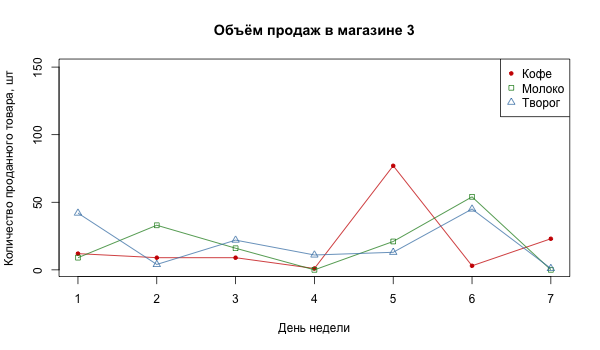 Объём продаж в магазине 3
Количество проданного товара, шт
150
100
50
0
Кофе
Молоко
Творог
1 2 3 4 5 6 7
День недели